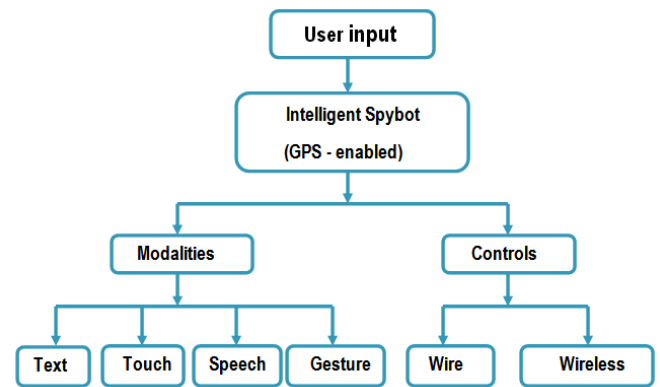 User input
Intelligent Spybot
(GPS - enabled)
Modalities
Controls
Text
Touch
Speech
Gesture
Wire
Wireless